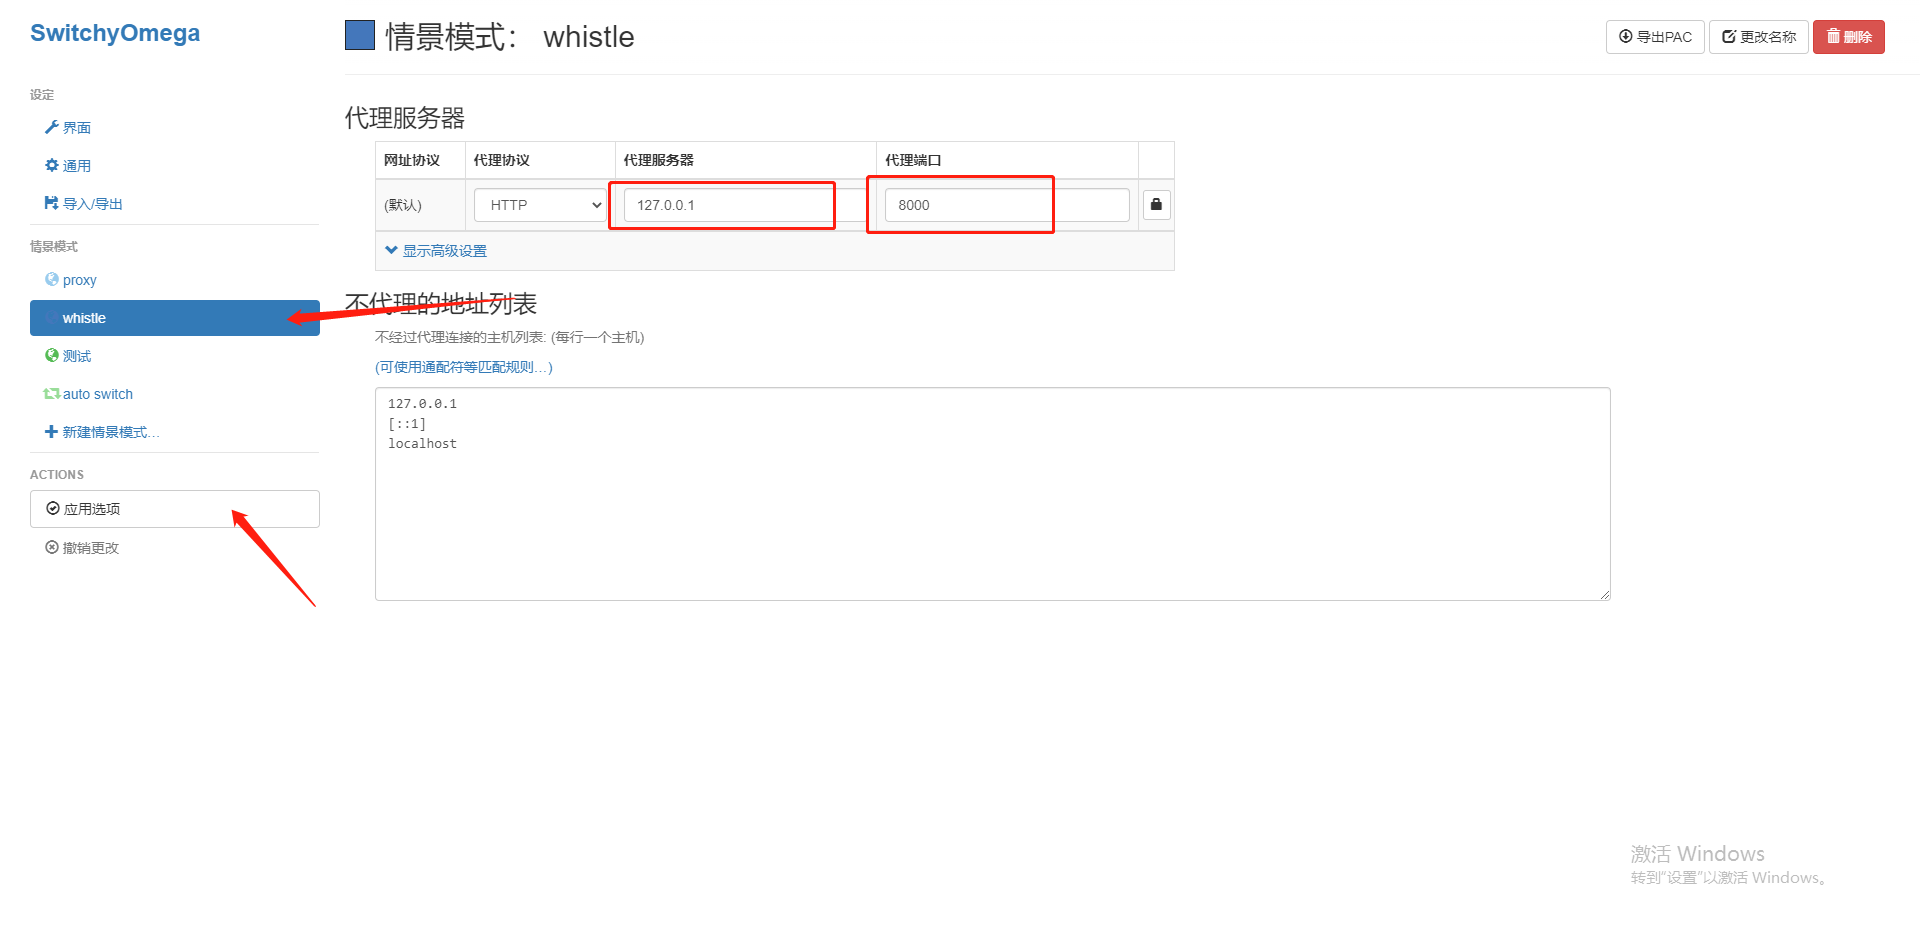 SwitchyOmega
设定
界面
通用
导入/导出
情景模式
proxy
whistle
测试
auto switch
新建情景模式…
ACTIONS
应用选项
撤销更改
情景模式： whistle
导出PAC 更改名称 删除
代理服务器
网址协议 代理协议 代理服务器 代理端口
(默认) HTTP 127.0.0.1 8000
显示高级设置
不代理的地址列表
不经过代理连接的主机列表: (每行一个主机)
(可使用通配符等匹配规则…)
127.0.0.1
[::1]
localhost
激活 Windows
转到“设置”以激活 Windows。